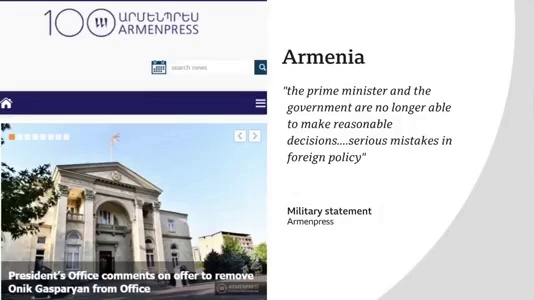 100 ԱՐՄԵՆՊՐԵՍ
ARMENPRESS
search news
President's Office comments on offer to remove
Onik Gasparyan from Office
ARMENPRESS
Armenia
"the prime minister and the
government are no longer able
to make reasonable
decisions....serious mistakes in
foreign policy"
Military statement
Armenpress